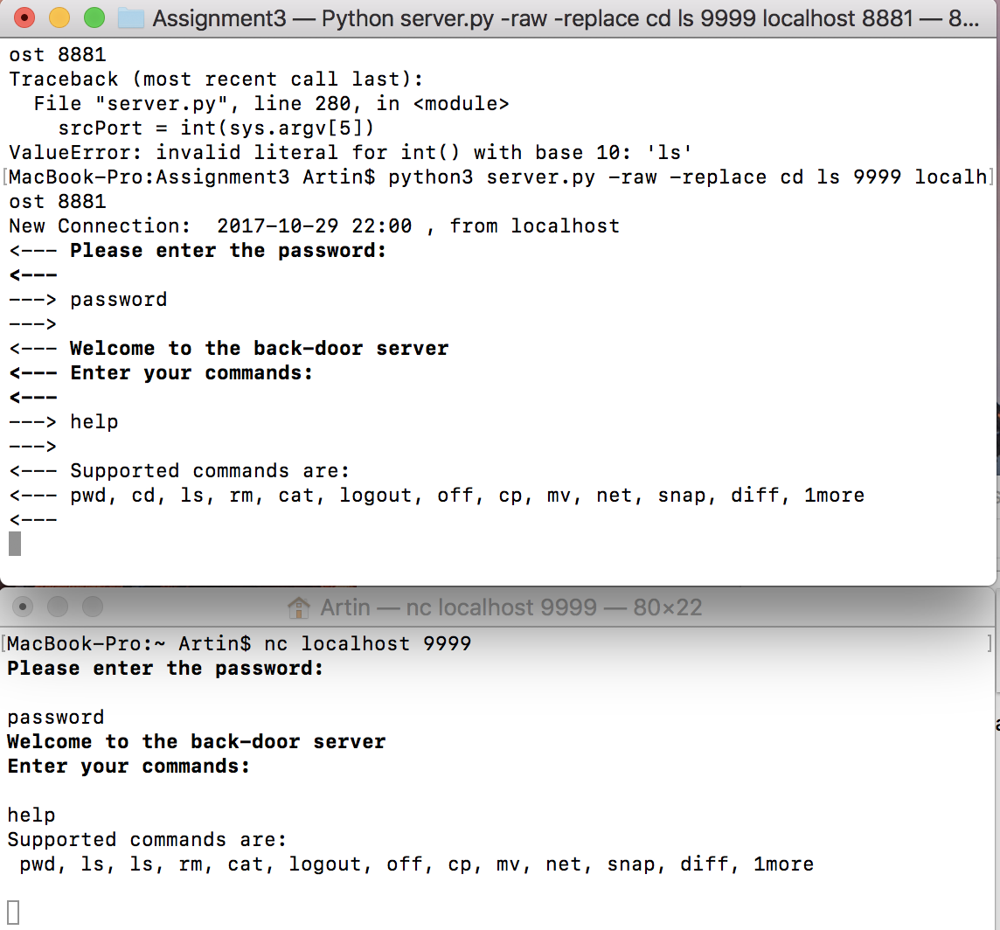 Assignment3 — Python server.py -raw -replace cd ls 9999 localhost 8881 — 8...
ost 8881
Traceback (most recent call last):
  File "server.py", line 280, in <module>
    srcPort = int(sys.argv[5])
ValueError: invalid literal for int() with base 10: 'ls'
[MacBook-Pro:Assignment3 Artin$ python3 server.py -raw -replace cd ls 9999 localh]
ost 8881
New Connection:  2017-10-29 22:00 , from localhost
<--- Please enter the password:
<---
---> password
--->
<--- Welcome to the back-door server
<--- Enter your commands:
<---
---> help
--->
<--- Supported commands are:
<--- pwd, cd, ls, rm, cat, logout, off, cp, mv, net, snap, diff, 1more
<---
Artin — nc localhost 9999 — 80×22
[MacBook-Pro:~ Artin$ nc localhost 9999 ]
Please enter the password:
password
Welcome to the back-door server
Enter your commands:
help
Supported commands are:
 pwd, ls, ls, rm, cat, logout, off, cp, mv, net, snap, diff, 1more